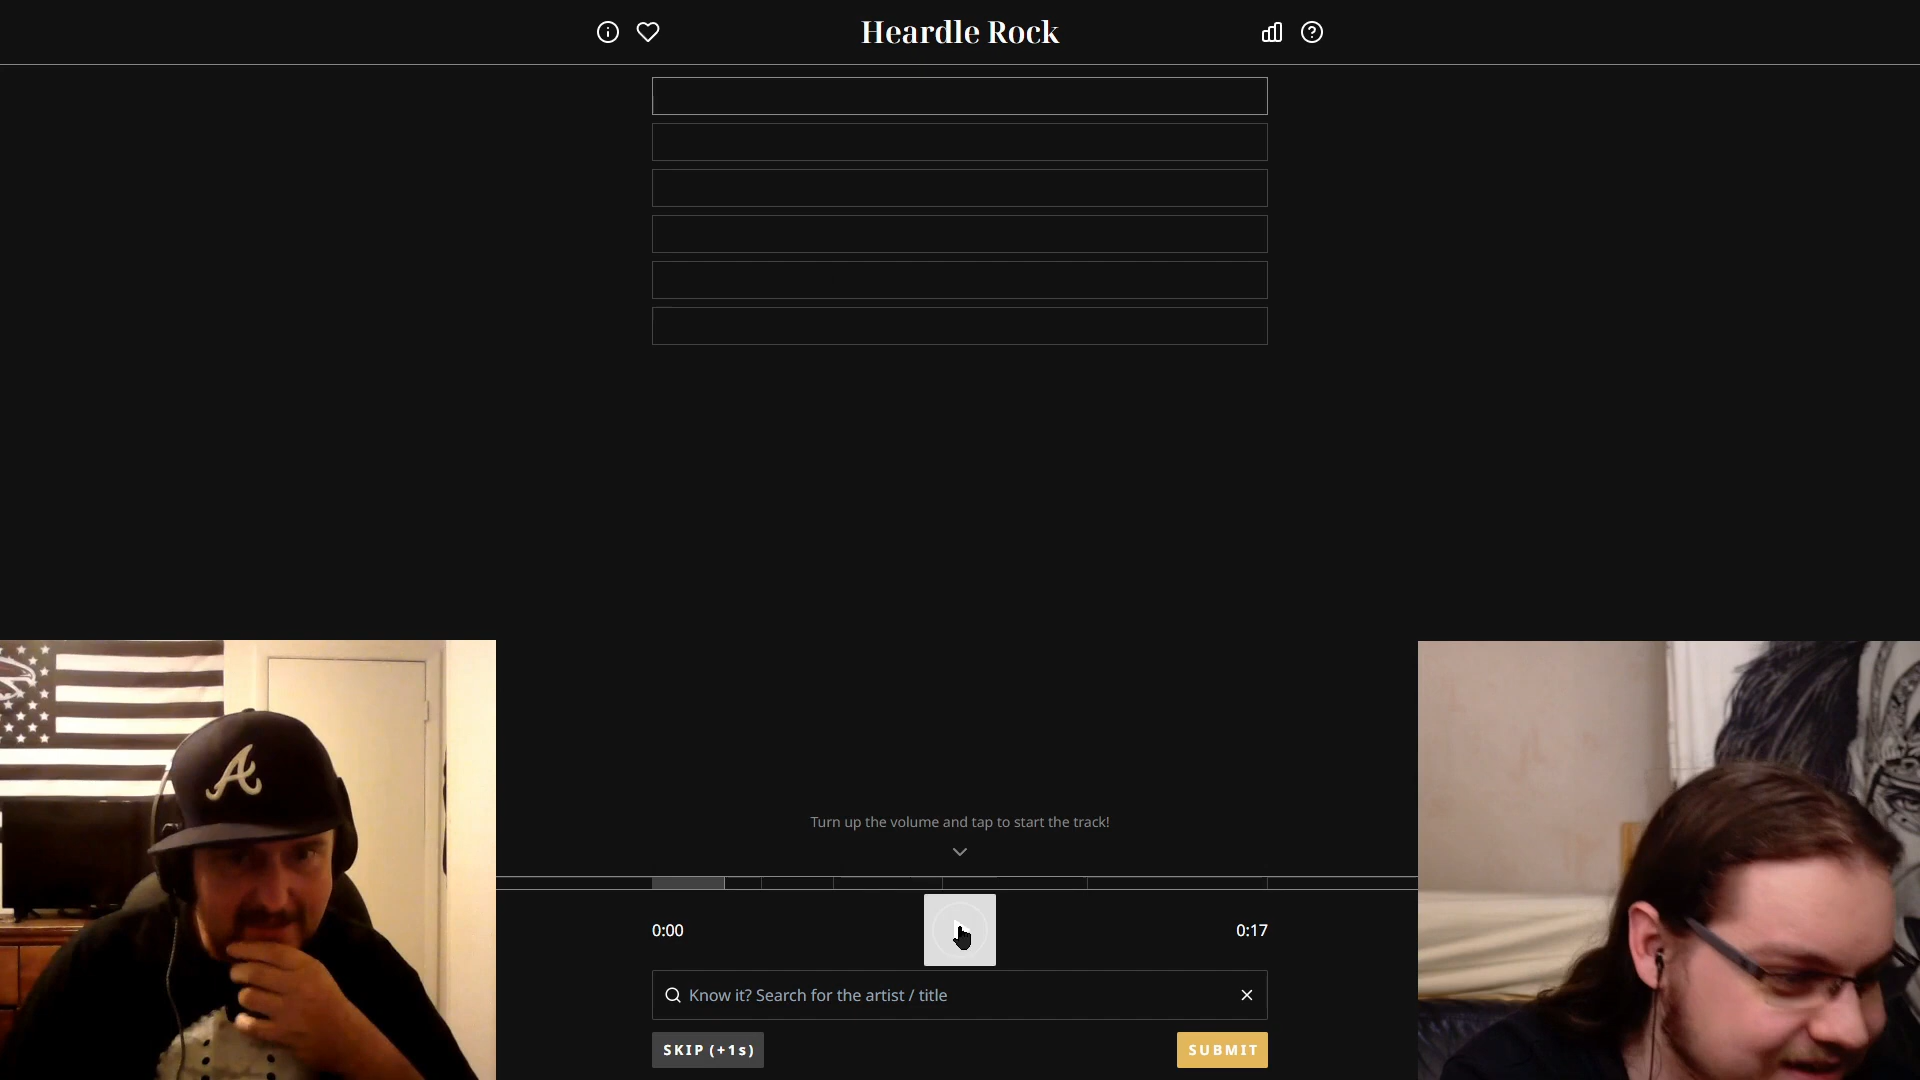 Heardle Rock
Turn up the volume and tap to start the track!
0:00
0:17
Know it? Search for the artist / title
SKIP (+1s)
SUBMIT
A